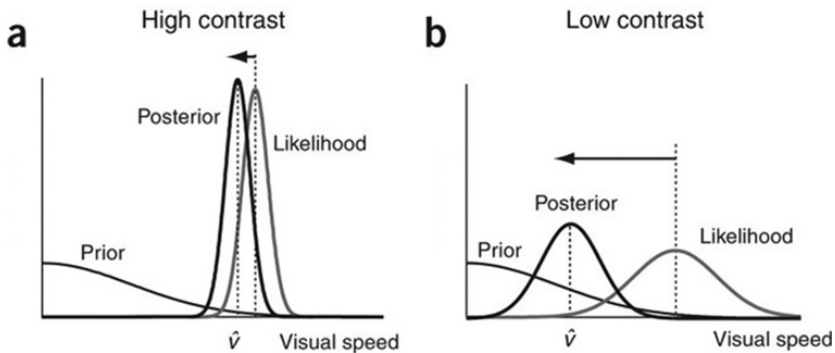 a
High contrast
Posterior
Likelihood
Prior
v̂
Visual speed
b
Low contrast
Posterior
Prior
Likelihood
v̂
Visual speed